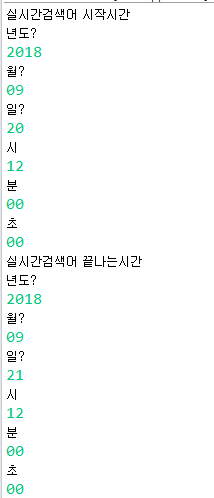 실시간검색어 시작시간
년도?
2018
월?
09
일?
20
시
12
분
00
초
00
실시간검색어 끝나는시간
년도?
2018
월?
09
일?
21
시
12
분
00
초
00